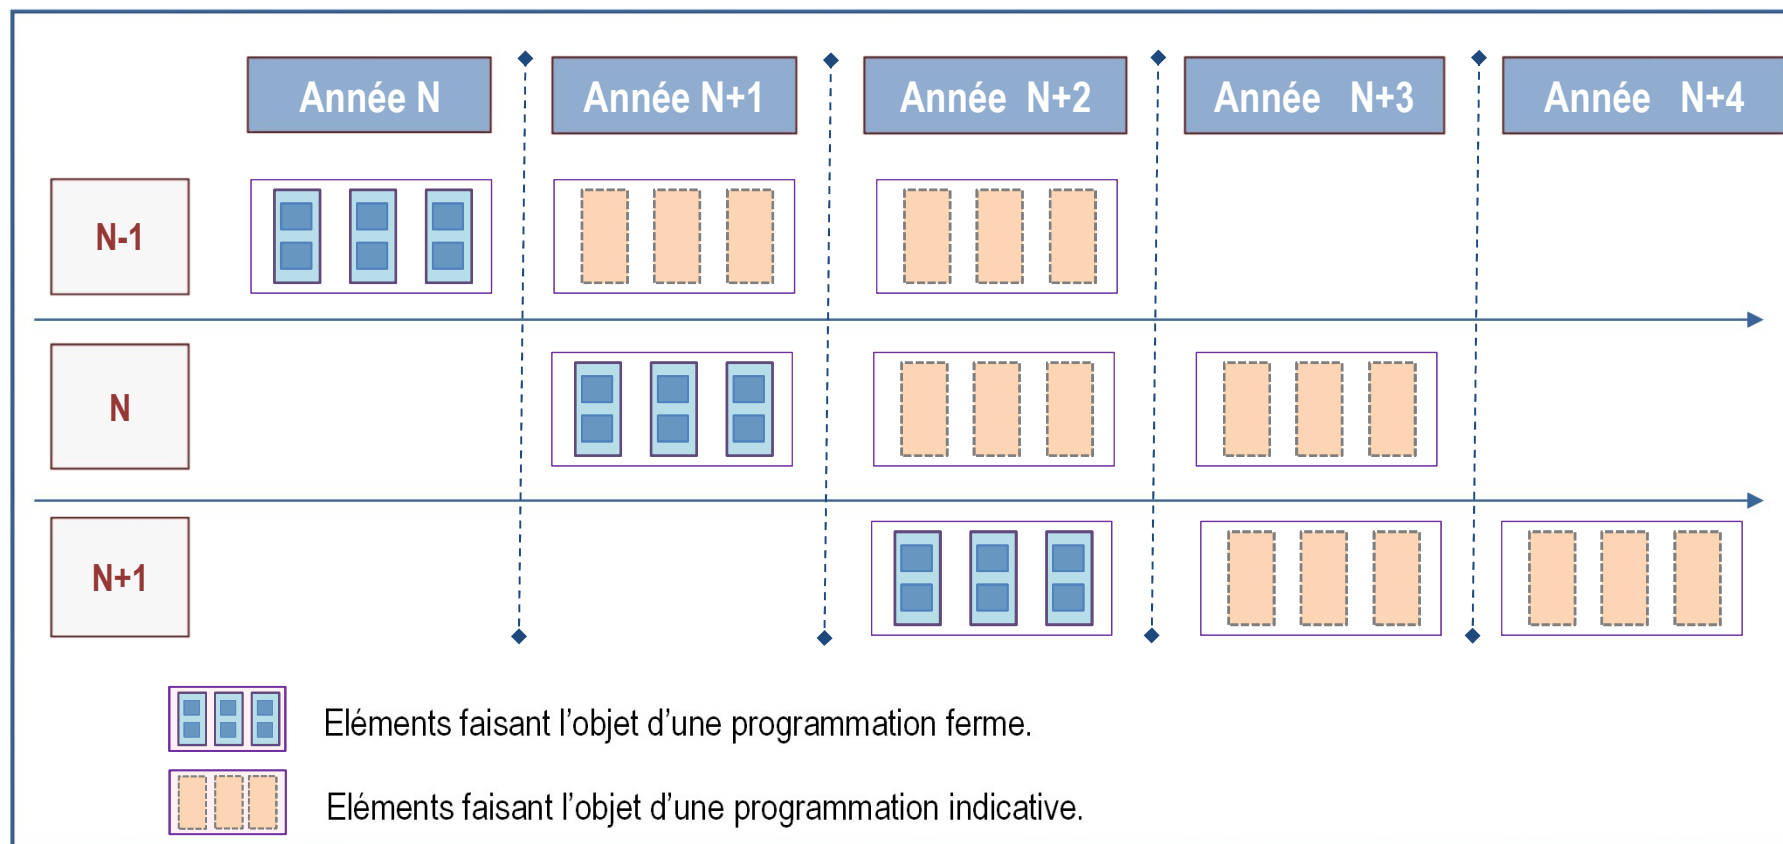 Année N
Année N+1
Année N+2
Année N+3
Année N+4
N-1
N
N+1
Eléments faisant l’objet d’une programmation ferme.
Eléments faisant l’objet d’une programmation indicative.